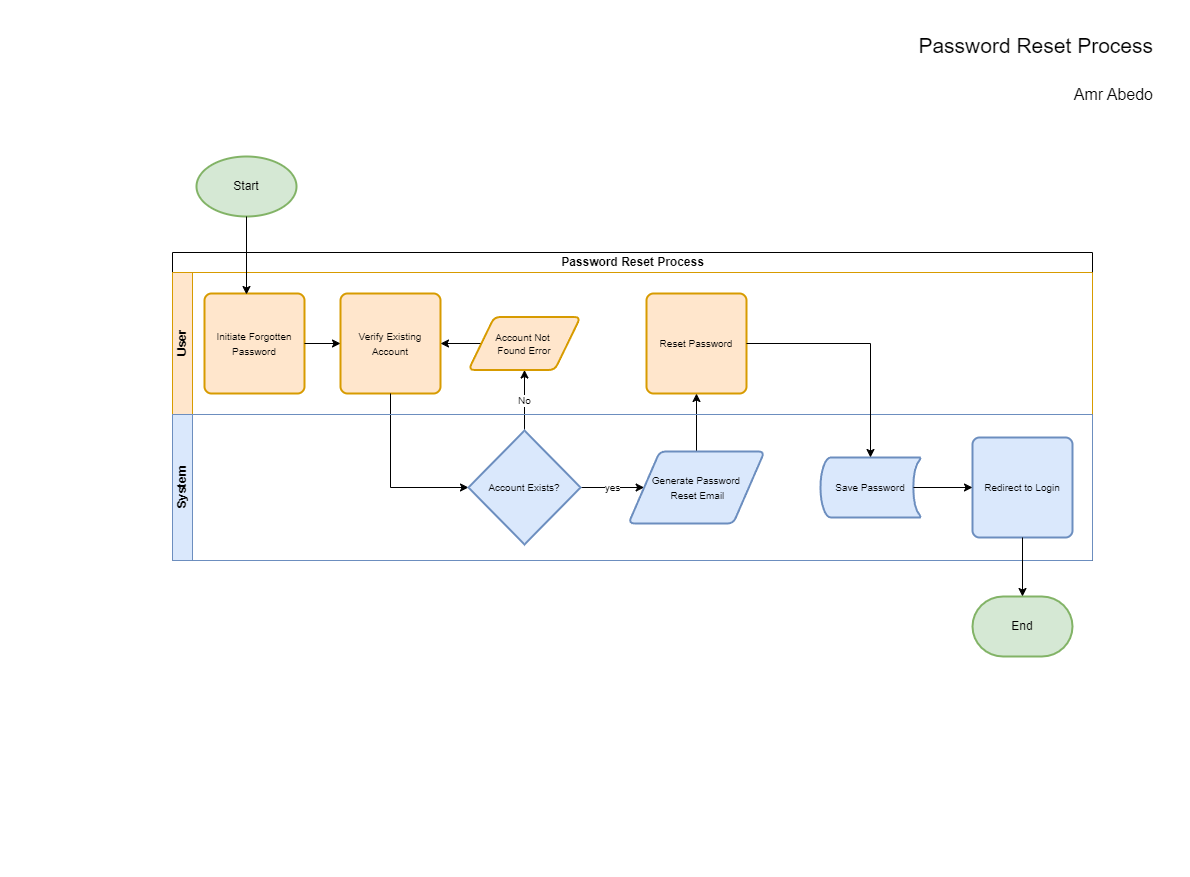 Password Reset Process
Amr Abedo
Start
Password Reset Process
User
Initiate Forgotten
Password
Verify Existing
Account
Account Not
Found Error
Reset Password
No
System
Account Exists?
yes
Generate Password
Reset Email
Save Password
Redirect to Login
End